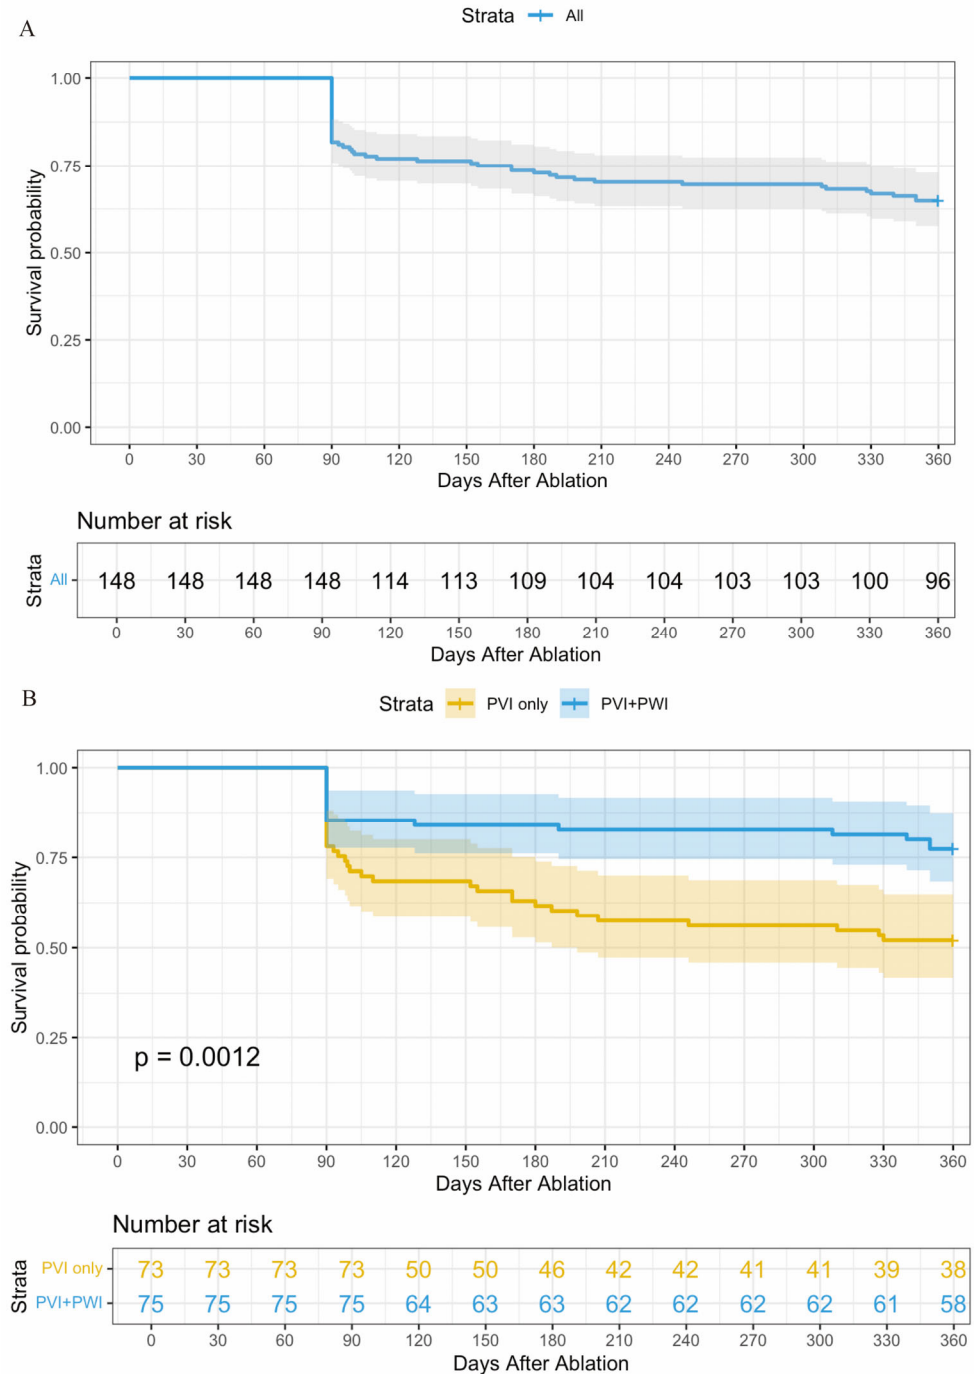 A
Strata All
Survival probability
1.00
0.75
0.50
0.25
0.00
0 30 60 90 120 150 180 210 240 270 300 330 360
Days After Ablation
Number at risk
Strata
All 148 148 148 148 114 113 109 104 104 103 103 100 96
0 30 60 90 120 150 180 210 240 270 300 330 360
Days After Ablation
B
Strata PVI only PVI+PWI
Survival probability
1.00
0.75
0.50
0.25
0.00
p = 0.0012
0 30 60 90 120 150 180 210 240 270 300 330 360
Days After Ablation
Number at risk
Strata
PVI only 73 73 73 73 50 50 46 42 42 41 41 39 38
PVI+PWI 75 75 75 75 64 63 63 62 62 62 62 61 58
0 30 60 90 120 150 180 210 240 270 300 330 360
Days After Ablation